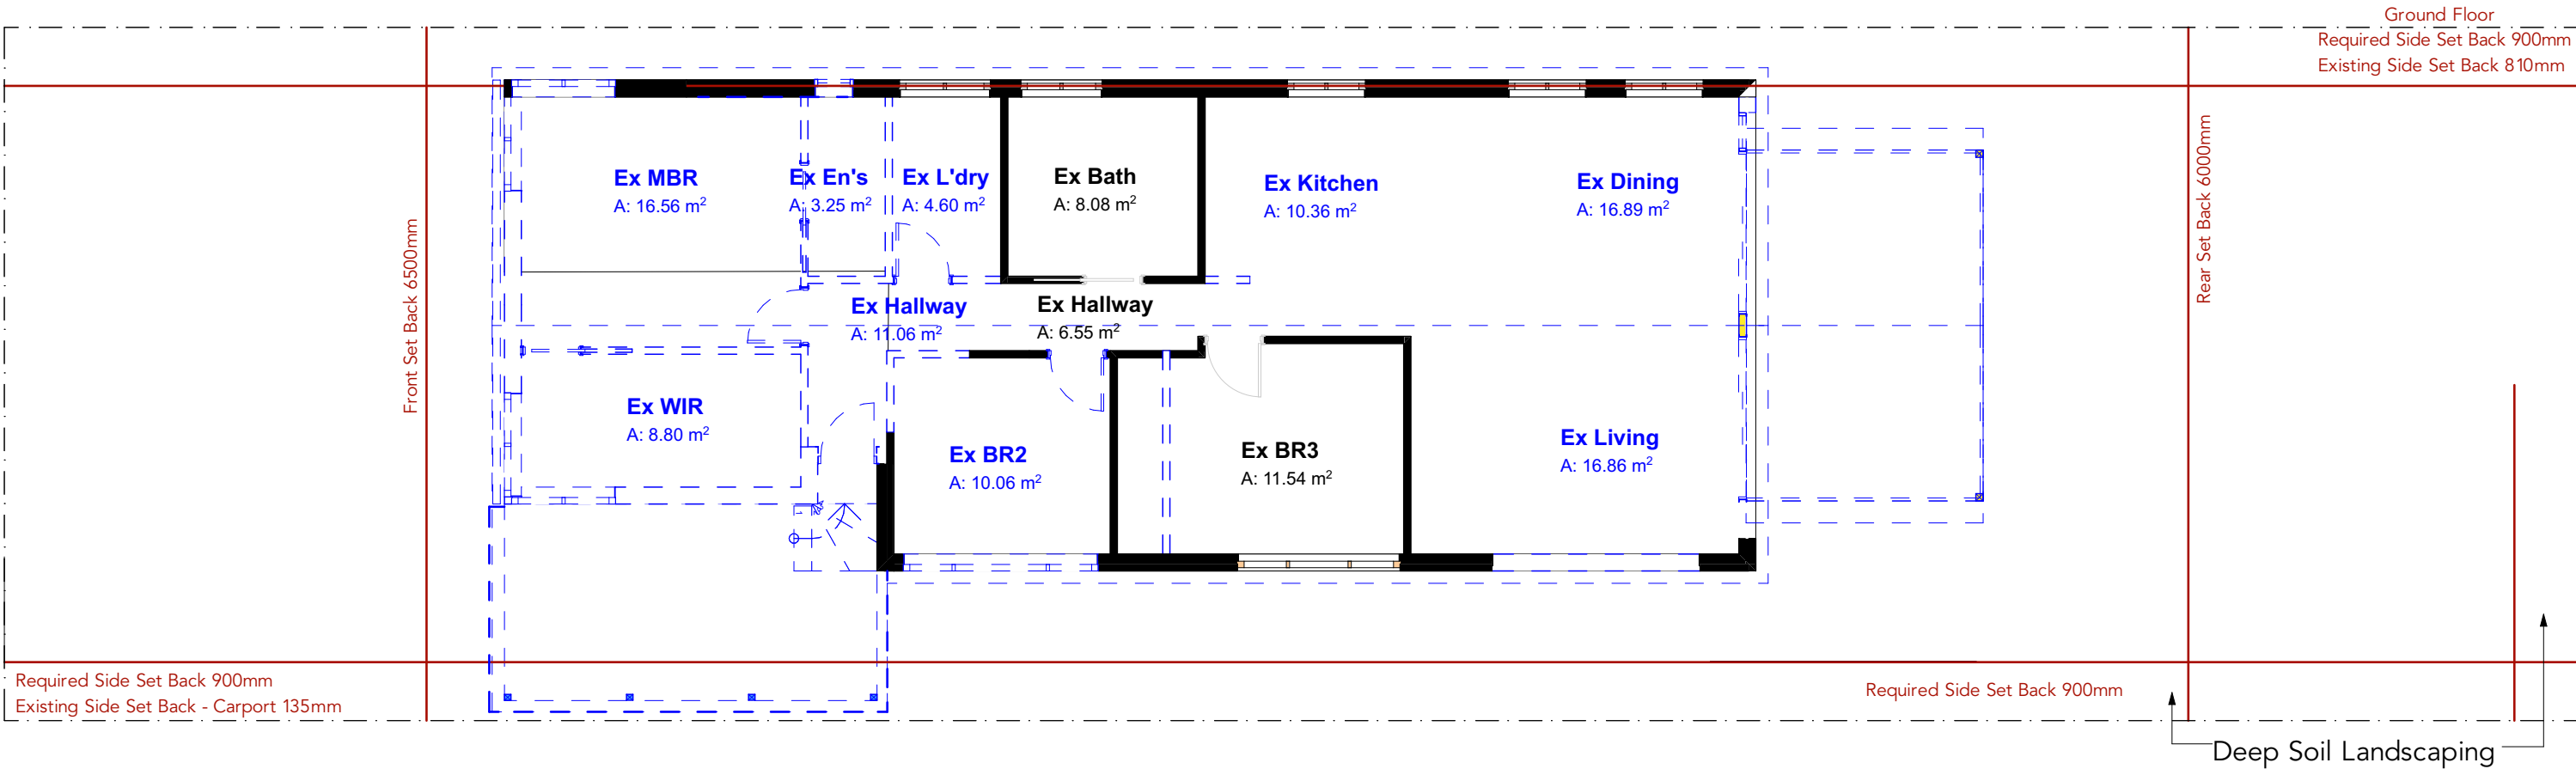 Ground Floor
Required Side Set Back 900mm
Existing Side Set Back 810mm
Front Set Back 6500mm
Rear Set Back 6000mm
Ex MBR
A: 16.56 m²
Ex En's
A: 3.25 m²
Ex L'dry
A: 4.60 m²
Ex Bath
A: 8.08 m²
Ex Kitchen
A: 10.36 m²
Ex Dining
A: 16.89 m²
Ex Hallway
A: 11.06 m²
Ex Hallway
A: 6.55 m²
Ex WIR
A: 8.80 m²
Ex BR2
A: 10.06 m²
Ex BR3
A: 11.54 m²
Ex Living
A: 16.86 m²
Required Side Set Back 900mm
Existing Side Set Back - Carport 135mm
Required Side Set Back 900mm
Deep Soil Landscaping